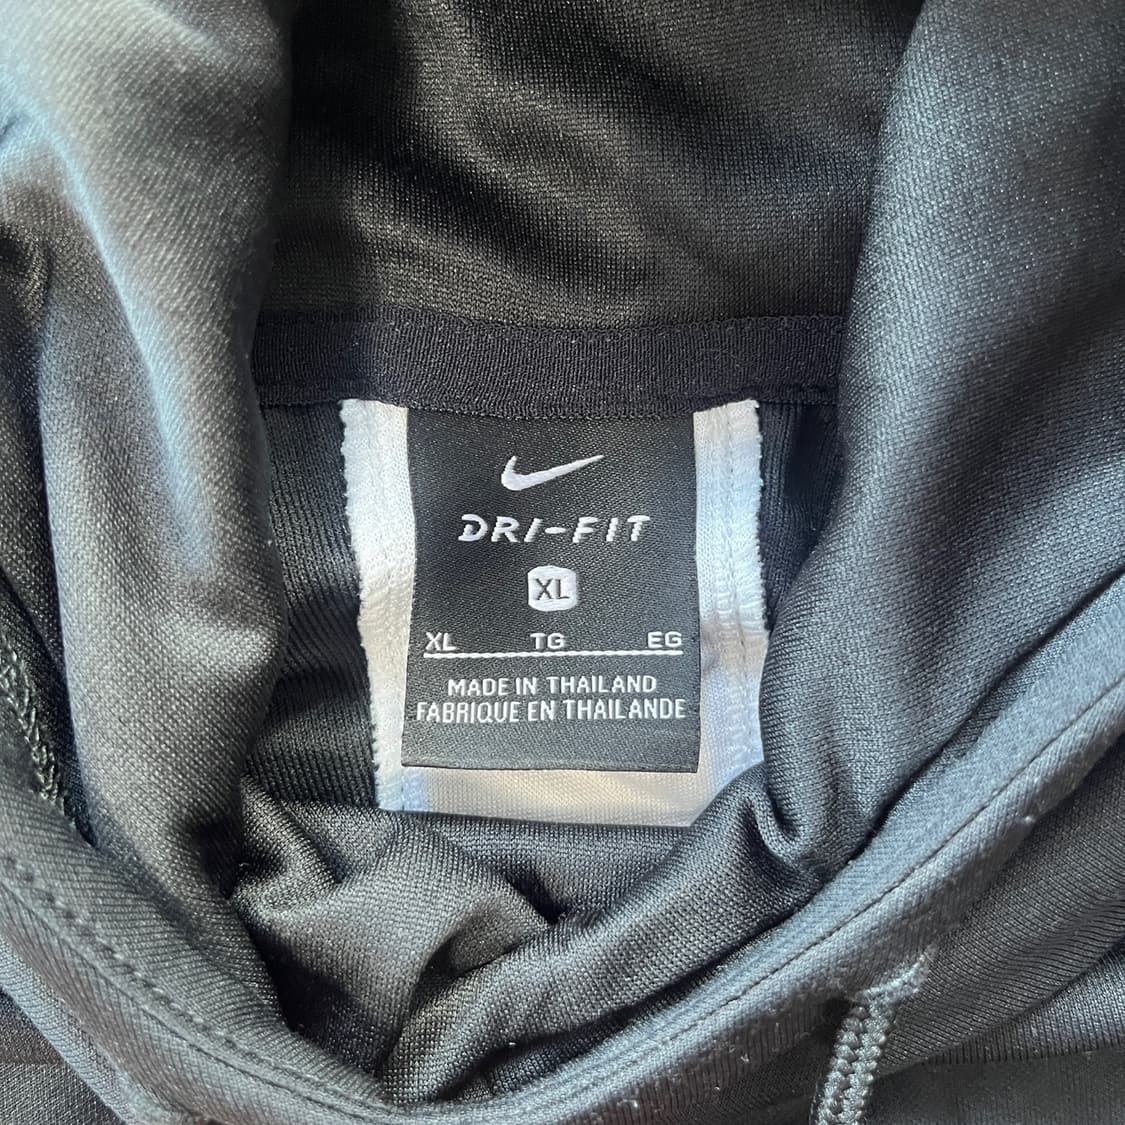 DRI-FIT
XL
XL TG EG
MADE IN THAILAND
FABRIQUE EN THAILANDE